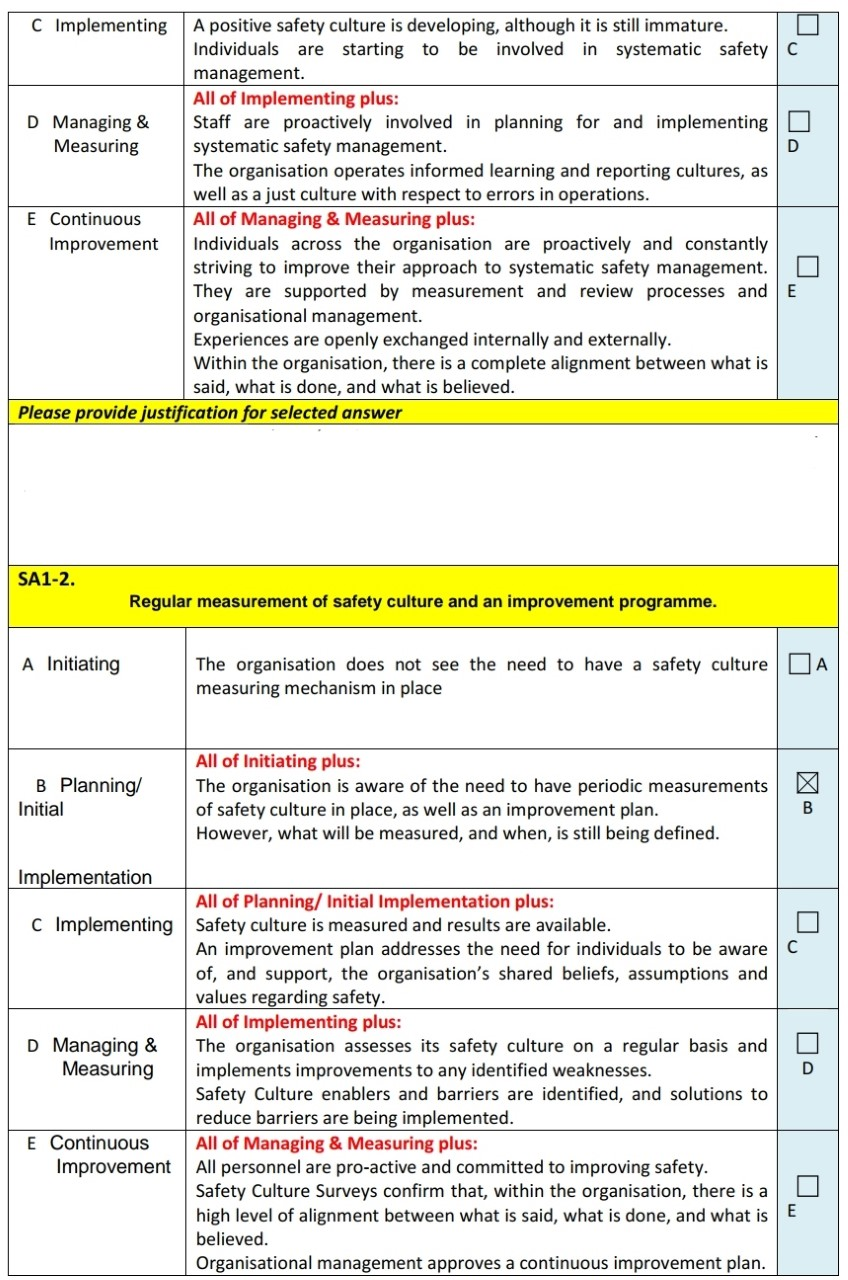 C Implementing
A positive safety culture is developing, although it is still immature.
Individuals are starting to be involved in systematic safety
management.
C
D Managing &
Measuring
All of Implementing plus:
Staff are proactively involved in planning for and implementing
systematic safety management.
The organisation operates informed learning and reporting cultures, as
well as a just culture with respect to errors in operations.
D
E Continuous
Improvement
All of Managing & Measuring plus:
Individuals across the organisation are proactively and constantly
striving to improve their approach to systematic safety management.
They are supported by measurement and review processes and
organisational management.
Experiences are openly exchanged internally and externally.
Within the organisation, there is a complete alignment between what is
said, what is done, and what is believed.
E
Please provide justification for selected answer
SA1-2.
Regular measurement of safety culture and an improvement programme.
A Initiating
The organisation does not see the need to have a safety culture
measuring mechanism in place
A
B Planning/
Initial
Implementation
All of Initiating plus:
The organisation is aware of the need to have periodic measurements
of safety culture in place, as well as an improvement plan.
However, what will be measured, and when, is still being defined.
B
C Implementing
All of Planning/ Initial Implementation plus:
Safety culture is measured and results are available.
An improvement plan addresses the need for individuals to be aware
of, and support, the organisation's shared beliefs, assumptions and
values regarding safety.
C
D Managing &
Measuring
All of Implementing plus:
The organisation assesses its safety culture on a regular basis and
implements improvements to any identified weaknesses.
Safety Culture enablers and barriers are identified, and solutions to
reduce barriers are being implemented.
D
E Continuous
Improvement
All of Managing & Measuring plus:
All personnel are pro-active and committed to improving safety.
Safety Culture Surveys confirm that, within the organisation, there is a
high level of alignment between what is said, what is done, and what is
believed.
Organisational management approves a continuous improvement plan.
E